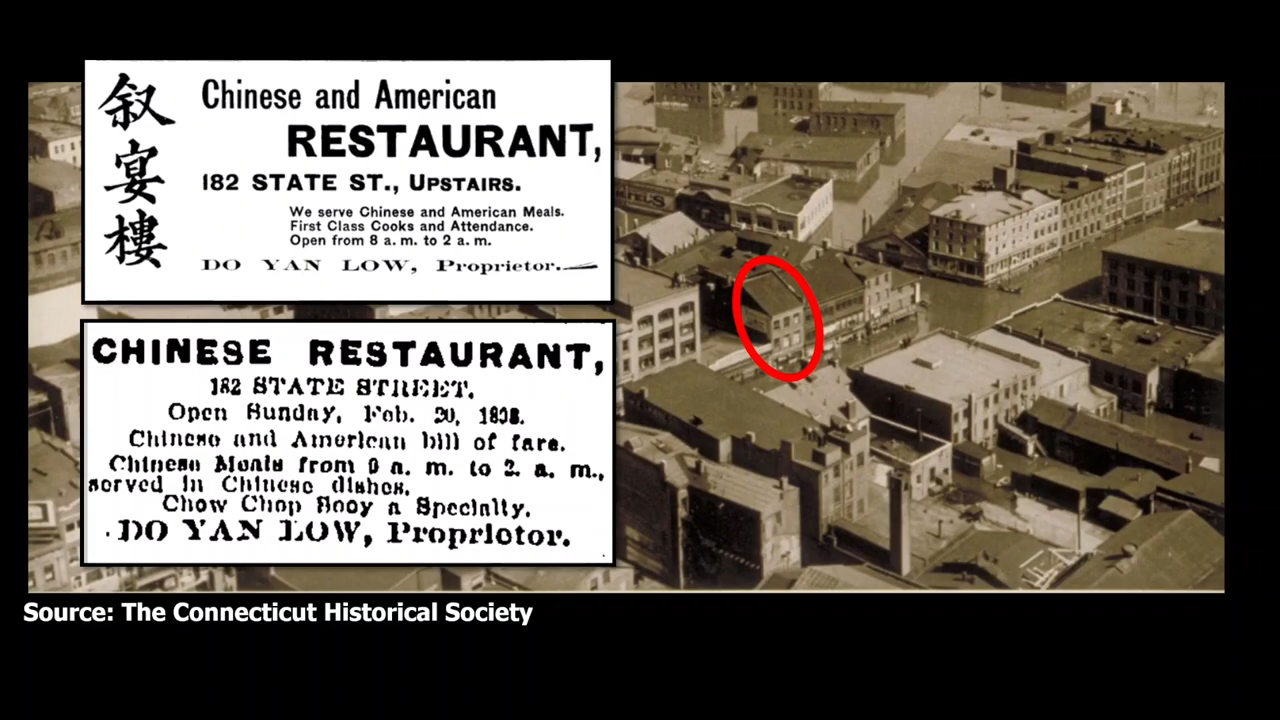 叙宴樓
Chinese and American
RESTAURANT,
182 STATE ST., UPSTAIRS.
We serve Chinese and American Meals.
First Class Cooks and Attendance.
Open from 8 a. m. to 2 a. m.
DO YAN LOW, Proprietor.
CHINESE RESTAURANT,
182 STATE STREET.
Open Sunday, Feb. 20, 1898.
Chinese and American bill of fare.
Chinese Meals from 9 a. m. to 2 a. m.,
served in Chinese dishes.
Chow Chop Sooy a Specialty.
DO YAN LOW, Proprietor.
Source: The Connecticut Historical Society